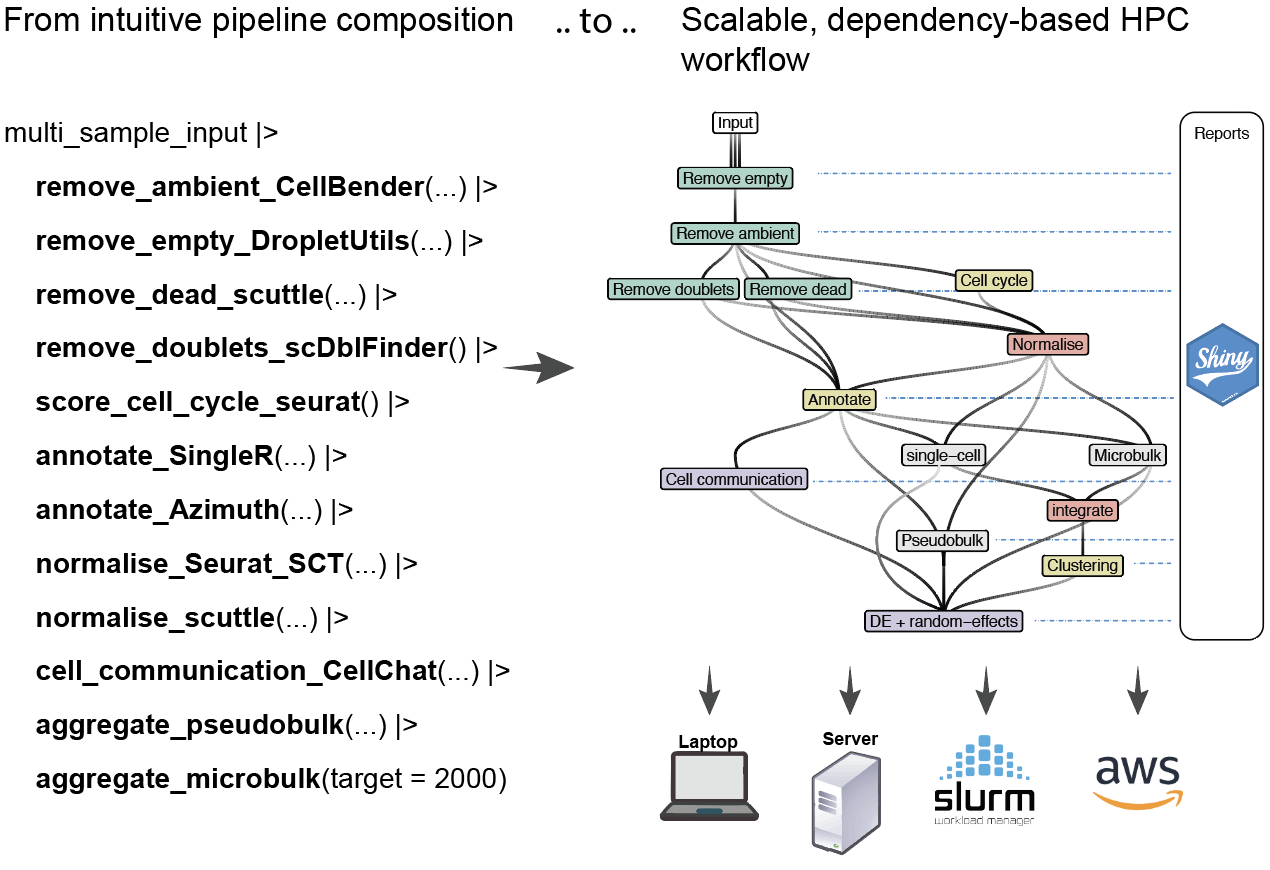 From intuitive pipeline composition
.. to ..
Scalable, dependency-based HPC
workflow
multi_sample_input |>
remove_ambient_CellBender(...) |>
remove_empty_DropletUtils(...) |>
remove_dead_scuttle(...) |>
remove_doublets_scDblFinder() |>
score_cell_cycle_seurat() |>
annotate_SingleR(...) |>
annotate_Azimuth(...) |>
normalise_Seurat_SCT(...) |>
normalise_scuttle(...) |>
cell_communication_CellChat(...) |>
aggregate_pseudobulk(...) |>
aggregate_microbulk(target = 2000)
Input
Remove empty
Remove ambient
Remove doublets
Remove dead
Cell cycle
Normalise
Annotate
single–cell
Microbulk
Cell communication
integrate
Pseudobulk
Clustering
DE + random–effects
Reports
Shiny
Laptop
Server
slurm
workload manager
aws